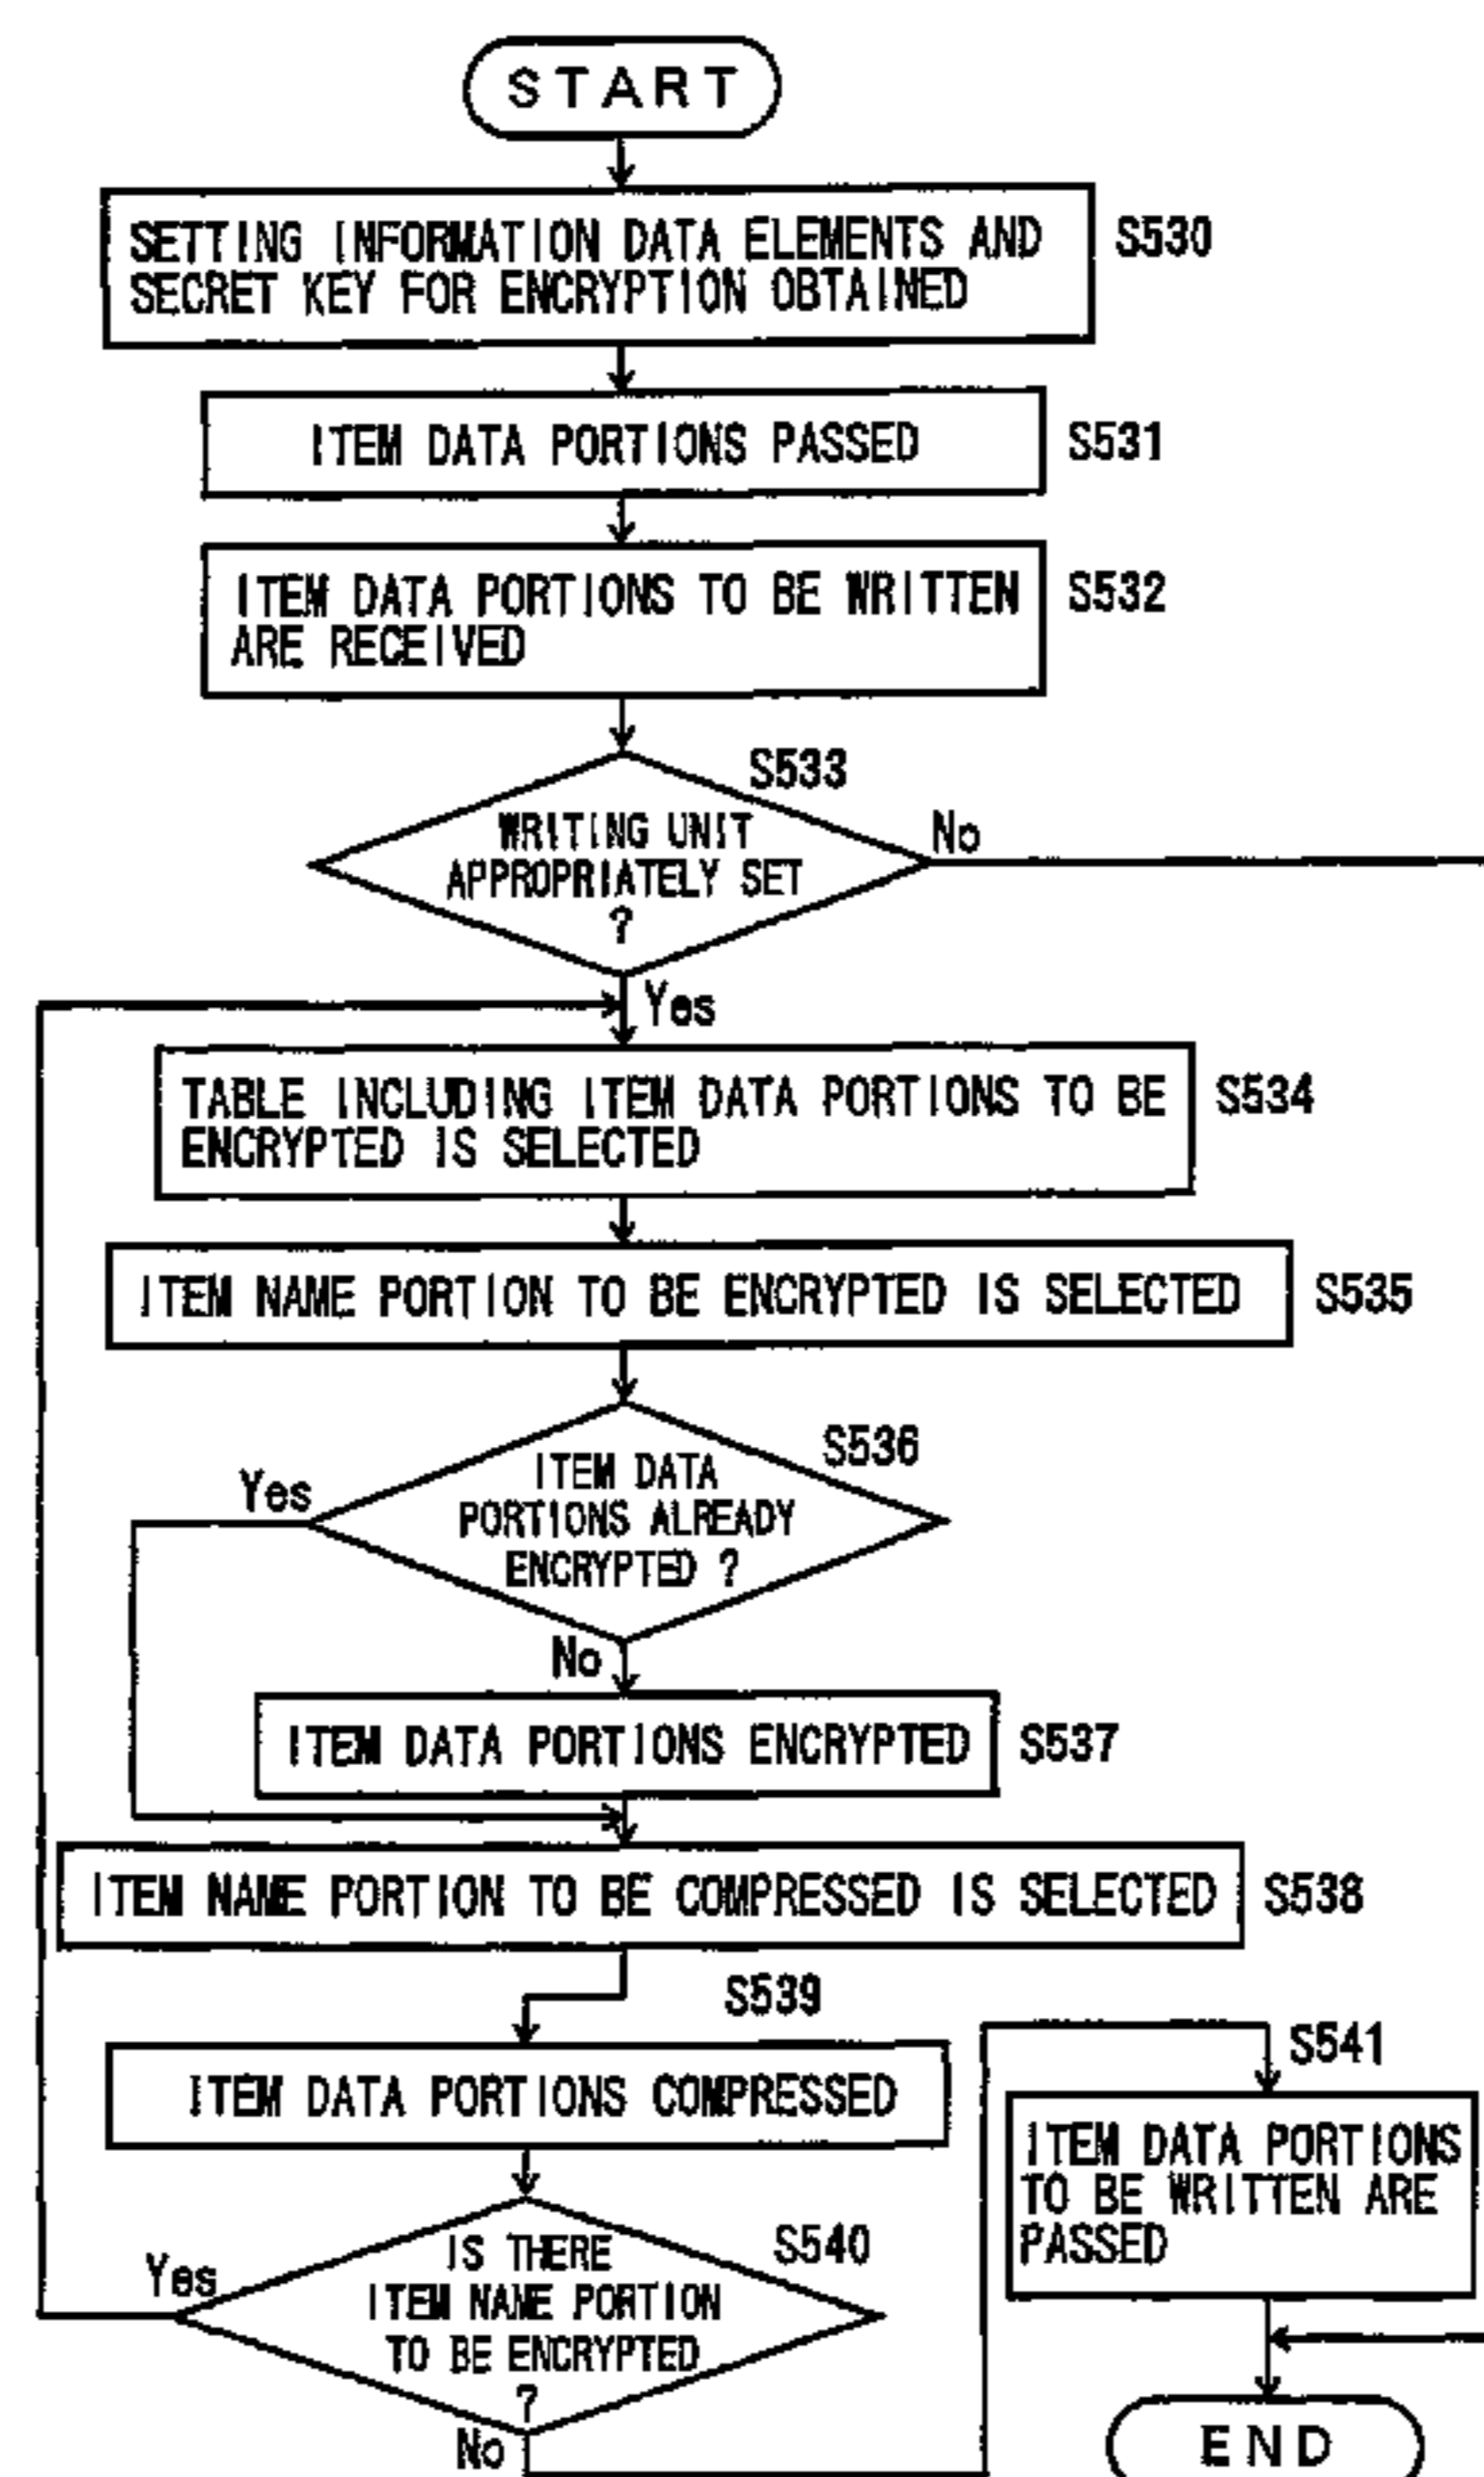 START
SETTING INFORMATION DATA ELEMENTS AND
SECRET KEY FOR ENCRYPTION OBTAINED
S530
ITEM DATA PORTIONS PASSED
S531
ITEM DATA PORTIONS TO BE WRITTEN
ARE RECEIVED
S532
S533
WRITING UNIT
APPROPRIATELY SET
?
No
Yes
TABLE INCLUDING ITEM DATA PORTIONS TO BE
ENCRYPTED IS SELECTED
S534
ITEM NAME PORTION TO BE ENCRYPTED IS SELECTED
S535
S536
ITEM DATA
PORTIONS ALREADY
ENCRYPTED ?
Yes
No
ITEM DATA PORTIONS ENCRYPTED
S537
ITEM NAME PORTION TO BE COMPRESSED IS SELECTED
S538
S539
ITEM DATA PORTIONS COMPRESSED
S540
IS THERE
ITEM NAME PORTION
TO BE ENCRYPTED
?
Yes
No
S541
ITEM DATA PORTIONS
TO BE WRITTEN ARE
PASSED
END